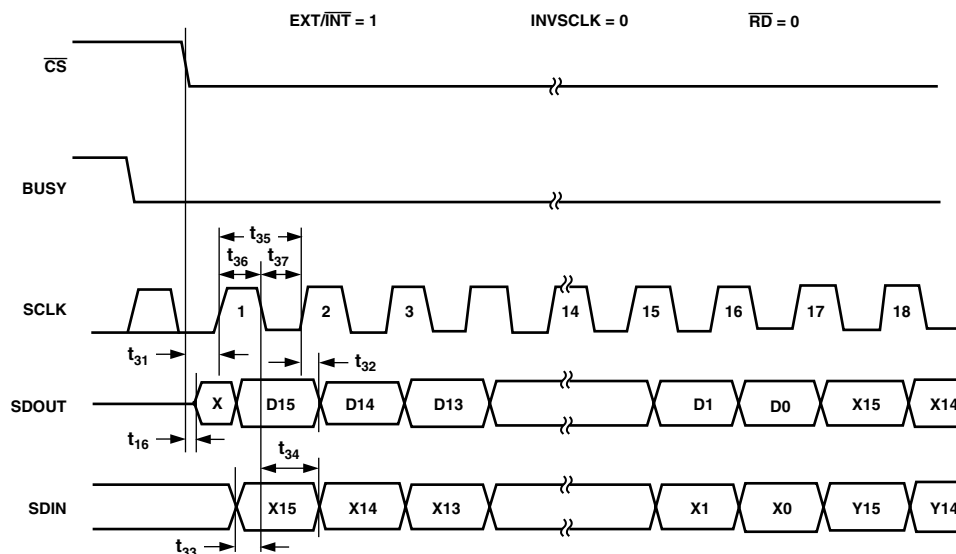 EXT/INT = 1 INVSCLK = 0 RD = 0
CS
BUSY
t35
t36 t37
SCLK 1 2 3 14 15 16 17 18
t31 t32
SDOUT X D15 D14 D13 D1 D0 X15 X14
t16
t34
SDIN X15 X14 X13 X1 X0 Y15 Y14
t33